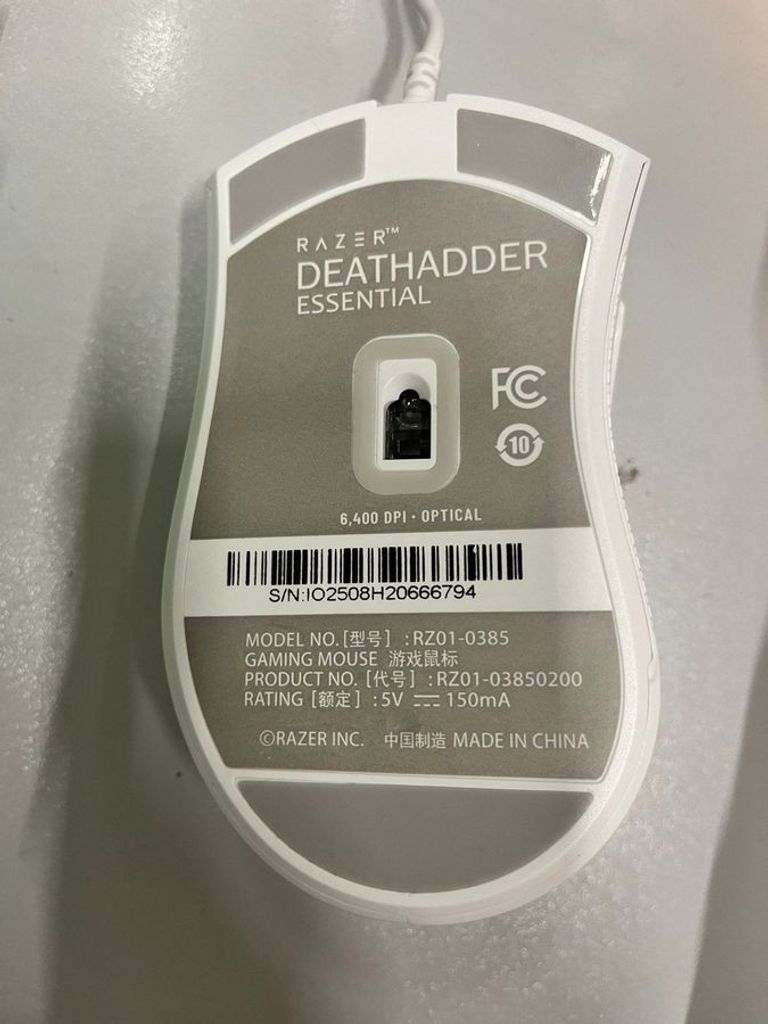 RAZER™
DEATHADDER
ESSENTIAL
FC
10
6,400 DPI · OPTICAL
S/N:IO2508H20666794
MODEL NO.[型号] :RZ01-0385
GAMING MOUSE 游戏鼠标
PRODUCT NO. [代号] :RZ01-03850200
RATING [额定] :5V ⎓ 150mA
©RAZER INC. 中国制造 MADE IN CHINA